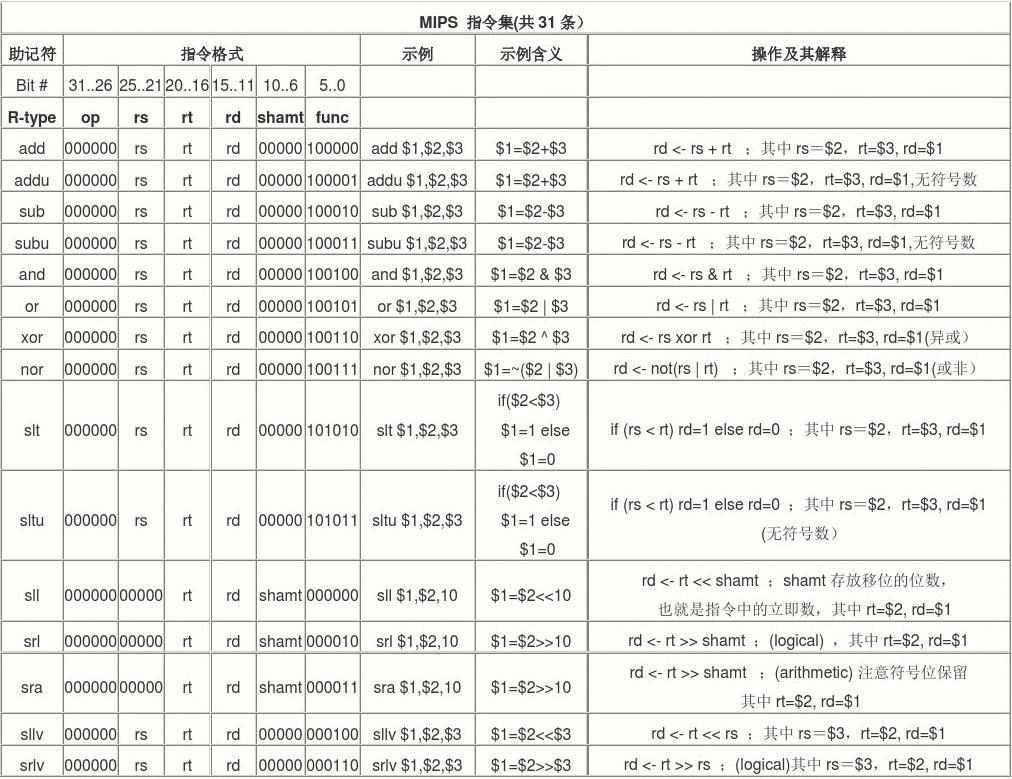 MIPS 指令集(共 31 条）
助记符 指令格式 示例 示例含义 操作及其解释
Bit # 31..26 25..21 20..16 15..11 10..6 5..0
R-type op rs rt rd shamt func
add 000000 rs rt rd 00000 100000 add $1,$2,$3 $1=$2+$3 rd <- rs + rt ；其中 rs＝$2，rt=$3, rd=$1
addu 000000 rs rt rd 00000 100001 addu $1,$2,$3 $1=$2+$3 rd <- rs + rt ；其中 rs＝$2，rt=$3, rd=$1,无符号数
sub 000000 rs rt rd 00000 100010 sub $1,$2,$3 $1=$2-$3 rd <- rs - rt ；其中 rs＝$2，rt=$3, rd=$1
subu 000000 rs rt rd 00000 100011 subu $1,$2,$3 $1=$2-$3 rd <- rs - rt ；其中 rs＝$2，rt=$3, rd=$1,无符号数
and 000000 rs rt rd 00000 100100 and $1,$2,$3 $1=$2 & $3 rd <- rs & rt ；其中 rs＝$2，rt=$3, rd=$1
or 000000 rs rt rd 00000 100101 or $1,$2,$3 $1=$2 | $3 rd <- rs | rt ；其中 rs＝$2，rt=$3, rd=$1
xor 000000 rs rt rd 00000 100110 xor $1,$2,$3 $1=$2 ^ $3 rd <- rs xor rt ；其中 rs＝$2，rt=$3, rd=$1(异或）
nor 000000 rs rt rd 00000 100111 nor $1,$2,$3 $1=~($2 | $3) rd <- not(rs | rt) ；其中 rs＝$2，rt=$3, rd=$1(或非）
slt 000000 rs rt rd 00000 101010 slt $1,$2,$3
if($2<$3)
$1=1 else
$1=0
if (rs < rt) rd=1 else rd=0 ；其中 rs＝$2，rt=$3, rd=$1
sltu 000000 rs rt rd 00000 101011 sltu $1,$2,$3
if($2<$3)
$1=1 else
$1=0
if (rs < rt) rd=1 else rd=0 ；其中 rs＝$2，rt=$3, rd=$1
(无符号数）
sll 000000 00000 rt rd shamt 000000 sll $1,$2,10 $1=$2<<10
rd <- rt << shamt ；shamt 存放移位的位数，
也就是指令中的立即数，其中 rt=$2, rd=$1
srl 000000 00000 rt rd shamt 000010 srl $1,$2,10 $1=$2>>10 rd <- rt >> shamt ；(logical) ，其中 rt=$2, rd=$1
sra 000000 00000 rt rd shamt 000011 sra $1,$2,10 $1=$2>>10
rd <- rt >> shamt ；(arithmetic) 注意符号位保留
其中 rt=$2, rd=$1
sllv 000000 rs rt rd 00000 000100 sllv $1,$2,$3 $1=$2<<$3 rd <- rt << rs ；其中 rs＝$3，rt=$2, rd=$1
srlv 000000 rs rt rd 00000 000110 srlv $1,$2,$3 $1=$2>>$3 rd <- rt >> rs ；(logical)其中 rs＝$3，rt=$2, rd=$1